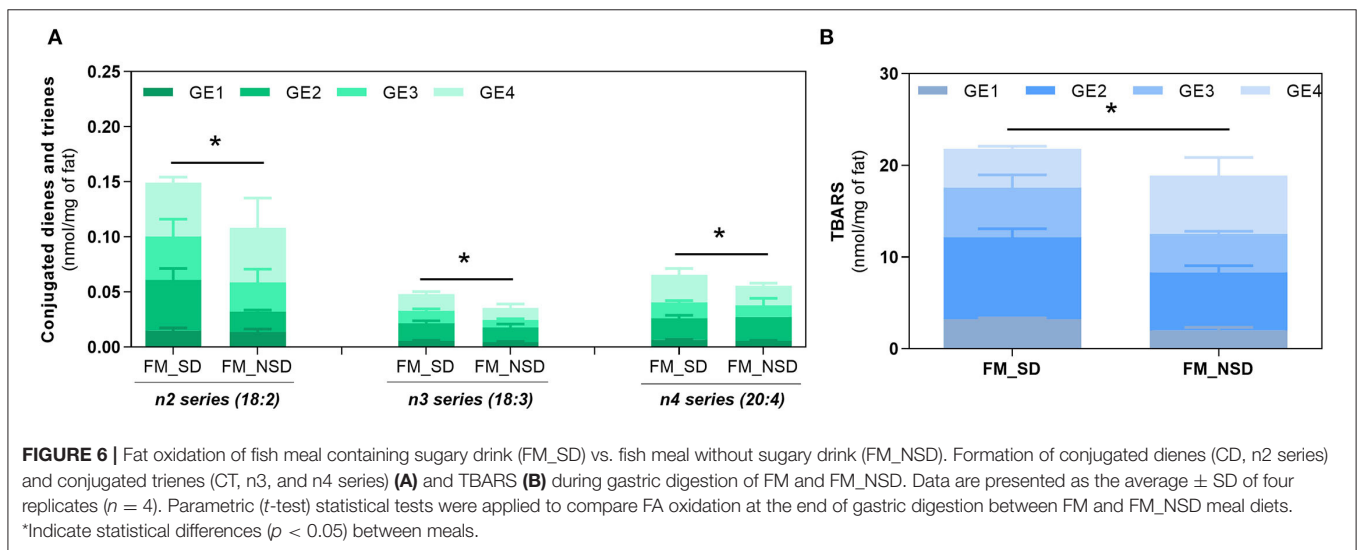 A
Conjugated dienes and trienes
(nmol/mg of fat)
0.25
0.20
0.15
0.10
0.05
0.00
GE1 GE2 GE3 GE4
*
*
*
FM_SD FM_NSD FM_SD FM_NSD FM_SD FM_NSD
n2 series (18:2) n3 series (18:3) n4 series (20:4)
B
TBARS
(nmol/mg of fat)
30
20
10
0
GE1 GE2 GE3 GE4
*
FM_SD FM_NSD
FIGURE 6 | Fat oxidation of fish meal containing sugary drink (FM_SD) vs. fish meal without sugary drink (FM_NSD). Formation of conjugated dienes (CD, n2 series)
and conjugated trienes (CT, n3, and n4 series) (A) and TBARS (B) during gastric digestion of FM and FM_NSD. Data are presented as the average ± SD of four
replicates (n = 4). Parametric (t-test) statistical tests were applied to compare FA oxidation at the end of gastric digestion between FM and FM_NSD meal diets.
*Indicate statistical differences (p < 0.05) between meals.